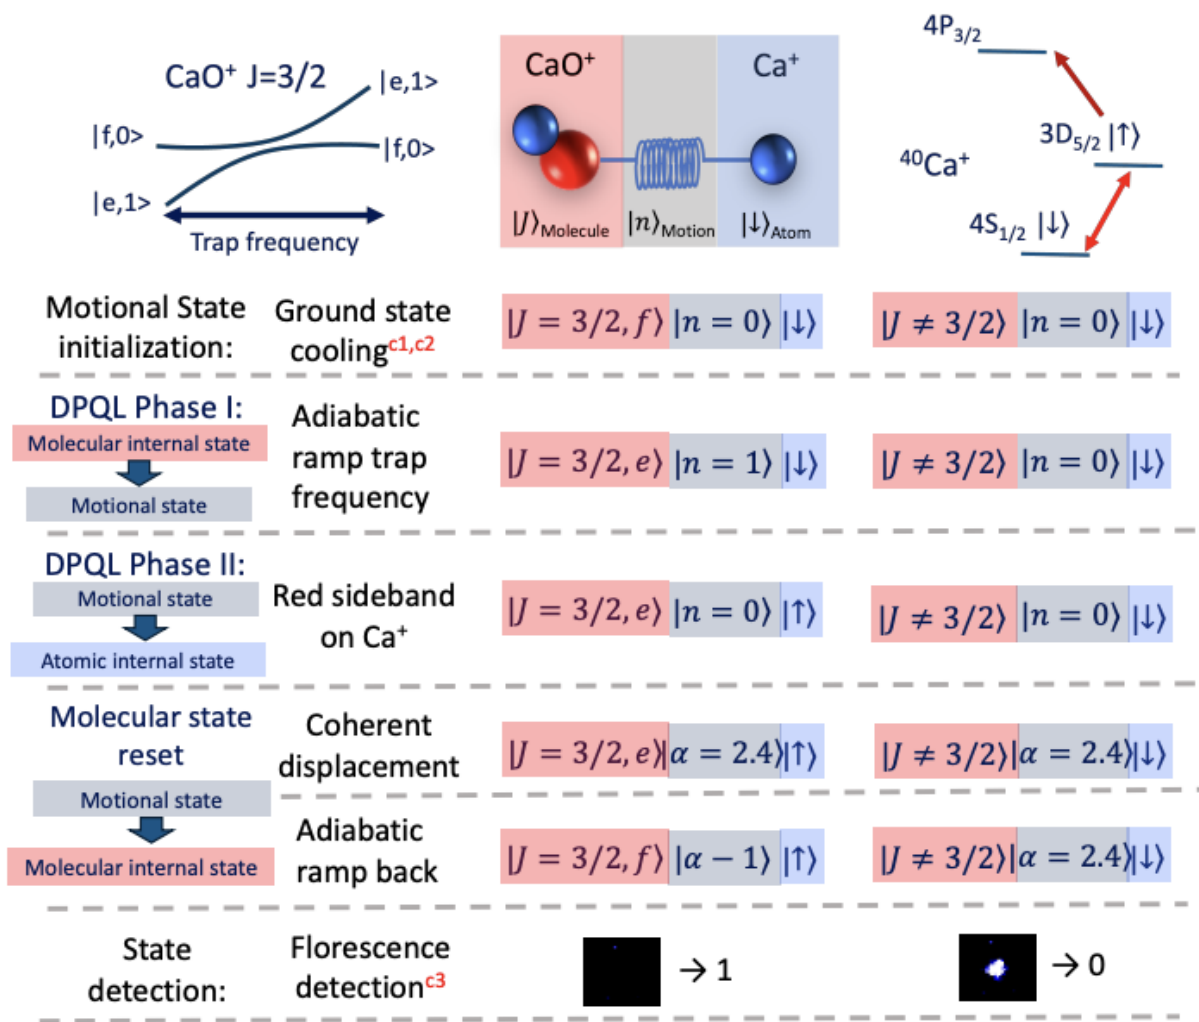 CaO⁺ J=3/2
|e,1>
|f,0>
|f,0>
|e,1>
Trap frequency
CaO⁺
Ca⁺
|J⟩Molecule
|n⟩Motion
|↓⟩Atom
4P3/2
3D5/2 |↑⟩
⁴⁰Ca⁺
4S1/2 |↓⟩
Motional State
initialization:
Ground state
cooling^c1,c2
|J = 3/2, f⟩ |n = 0⟩ |↓⟩
|J ≠ 3/2⟩ |n = 0⟩ |↓⟩
DPQL Phase I:
Molecular internal state
Motional state
Adiabatic
ramp trap
frequency
|J = 3/2, e⟩ |n = 1⟩ |↓⟩
|J ≠ 3/2⟩ |n = 0⟩ |↓⟩
DPQL Phase II:
Motional state
Atomic internal state
Red sideband
on Ca⁺
|J = 3/2, e⟩ |n = 0⟩ |↑⟩
|J ≠ 3/2⟩ |n = 0⟩ |↓⟩
Molecular state
reset
Motional state
Molecular internal state
Coherent
displacement
|J = 3/2, e⟩|α = 2.4⟩|↑⟩
|J ≠ 3/2⟩|α = 2.4⟩|↓⟩
Adiabatic
ramp back
|J = 3/2, f⟩ |α − 1⟩ |↑⟩
|J ≠ 3/2⟩|α = 2.4⟩|↓⟩
State
detection:
Florescence
detection^c3
→ 1
→ 0